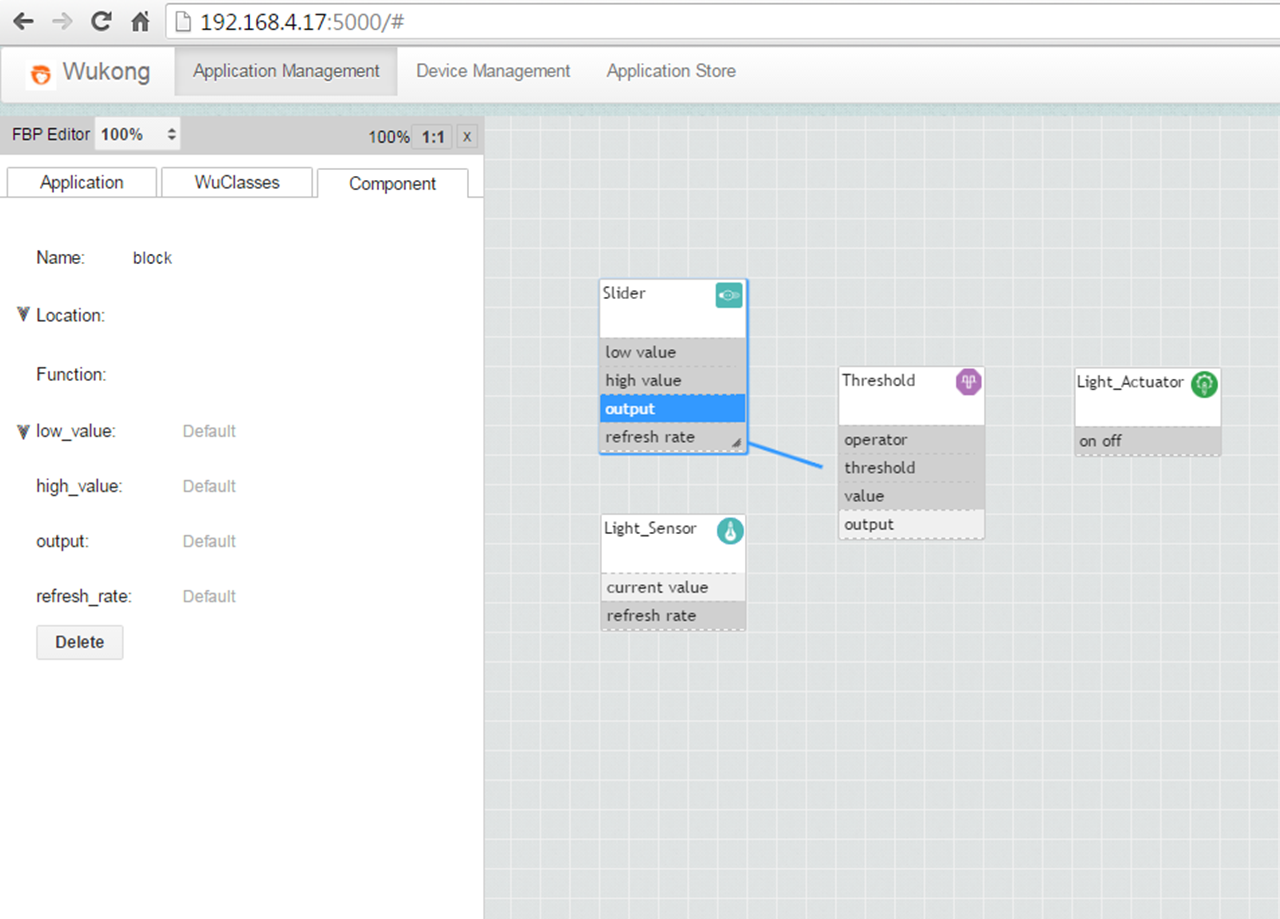 192.168.4.17:5000/#
Wukong Application Management Device Management Application Store
FBP Editor 100% 100% 1:1 x
Application WuClasses Component
Name: block
Location:
Function:
low_value: Default
high_value: Default
output: Default
refresh_rate: Default
Delete
Slider
low value
high value
output
refresh rate
Light_Sensor
current value
refresh rate
Threshold
operator
threshold
value
output
Light_Actuator
on off